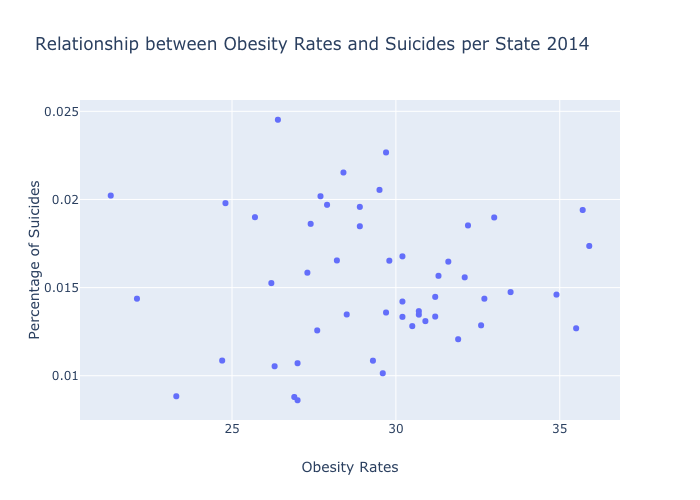 Relationship between Obesity Rates and Suicides per State 2014
0.025
0.02
0.015
0.01
Percentage of Suicides
25
30
35
Obesity Rates